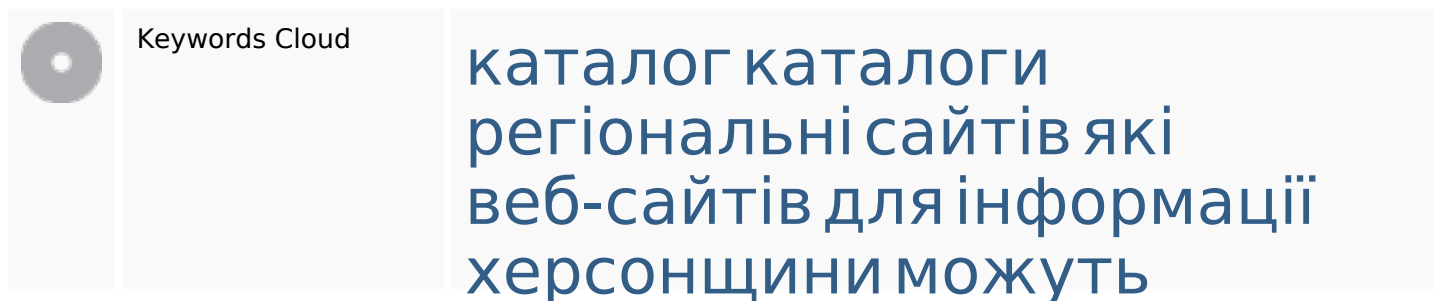 Keywords Cloud
каталог каталоги
регіональні сайтів які
веб-сайтів для інформації
херсонщини можуть